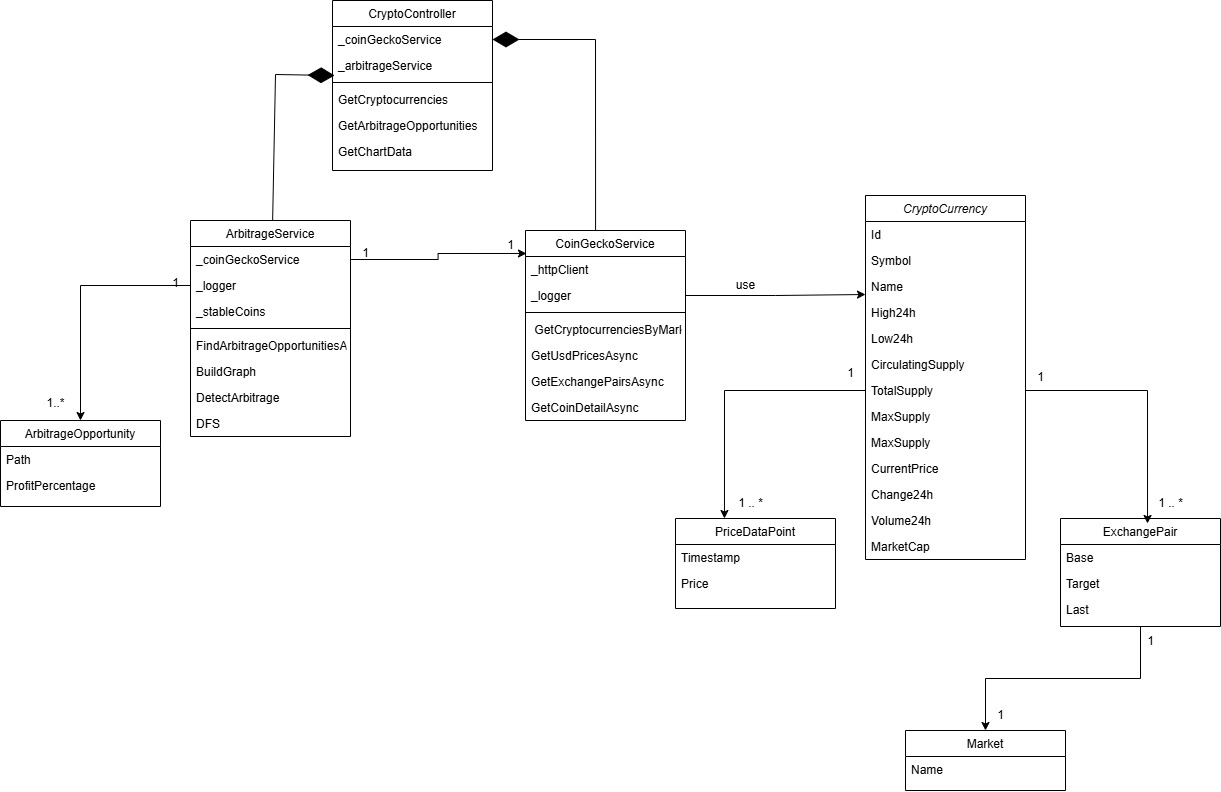 CryptoController
_coinGeckoService
_arbitrageService
GetCryptocurrencies
GetArbitrageOpportunities
GetChartData
ArbitrageService
_coinGeckoService
_logger
_stableCoins
FindArbitrageOpportunitiesA
BuildGraph
DetectArbitrage
DFS
1
1
1
1..*
ArbitrageOpportunity
Path
ProfitPercentage
CoinGeckoService
_httpClient
_logger
GetCryptocurrenciesByMark
GetUsdPricesAsync
GetExchangePairsAsync
GetCoinDetailAsync
use
CryptoCurrency
Id
Symbol
Name
High24h
Low24h
CirculatingSupply
TotalSupply
MaxSupply
MaxSupply
CurrentPrice
Change24h
Volume24h
MarketCap
1
1 .. *
PriceDataPoint
Timestamp
Price
1
1 .. *
ExchangePair
Base
Target
Last
1
1
Market
Name